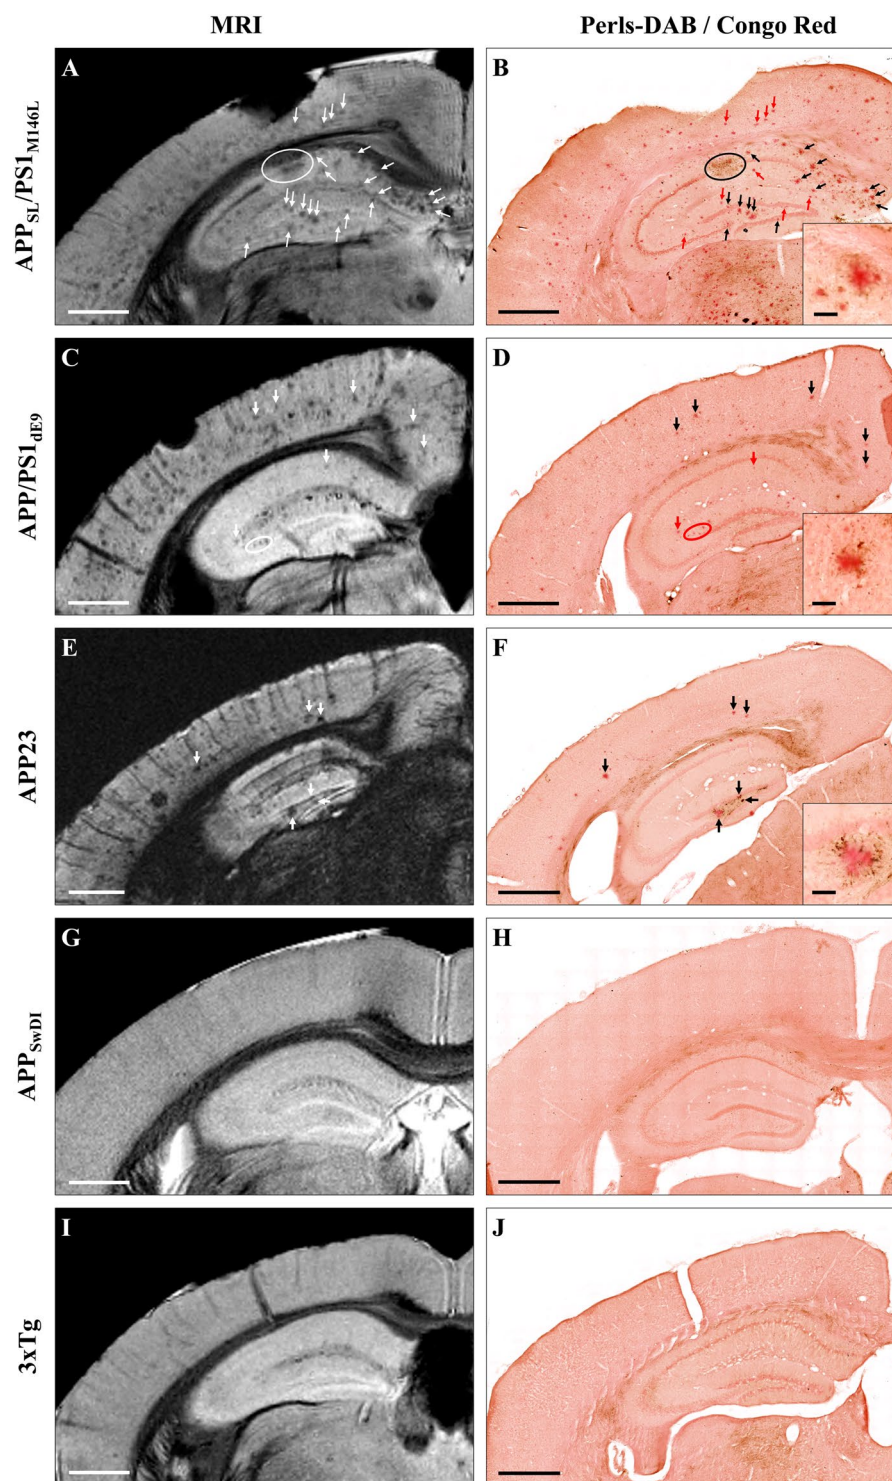 MRI
Perls-DAB / Congo Red
APPSL/PS1M146L
A
B
APP/PS1dE9
C
D
APP23
E
F
APPSwDI
G
H
3xTg
I
J